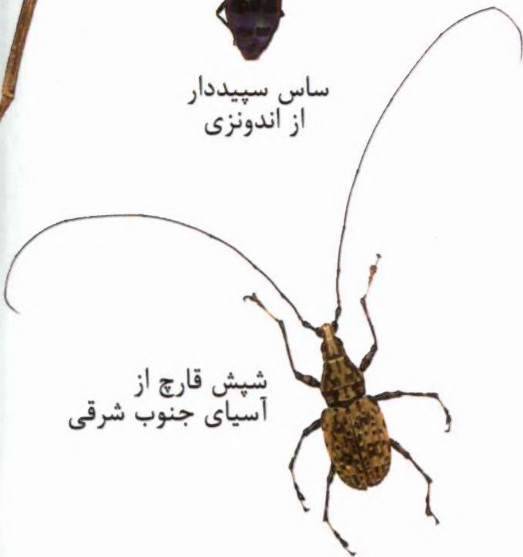 ساس سپیددار
از اندونزی
شپش قارچ از
آسیای جنوب شرقی